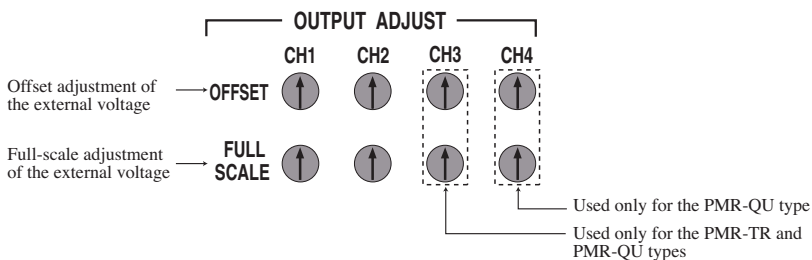 OUTPUT ADJUST
CH1 CH2 CH3 CH4
Offset adjustment of
the external voltage
OFFSET
Full-scale adjustment
of the external voltage
FULL
SCALE
Used only for the PMR-QU type
Used only for the PMR-TR and
PMR-QU types